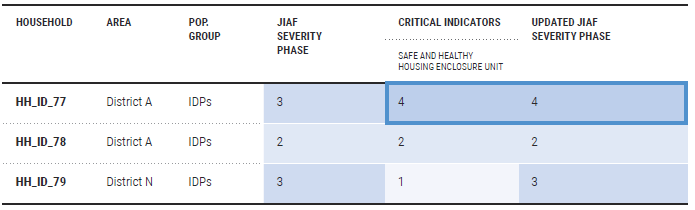 HOUSEHOLD AREA POP. GROUP JIAF SEVERITY PHASE CRITICAL INDICATORS UPDATED JIAF SEVERITY PHASE
SAFE AND HEALTHY
HOUSING ENCLOSURE UNIT
HH_ID_77 District A IDPs 3 4 4
HH_ID_78 District A IDPs 2 2 2
HH_ID_79 District N IDPs 3 1 3